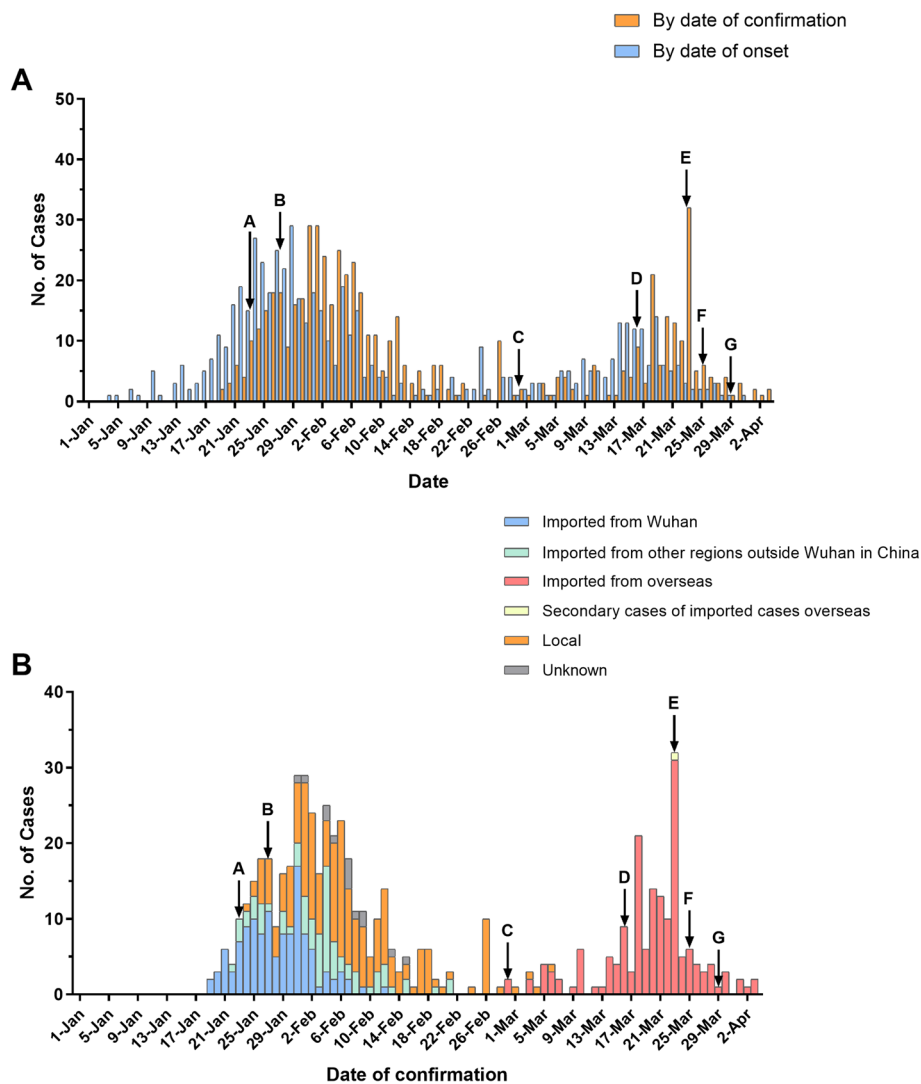 By date of confirmation
By date of onset
A
50
40
30
20
10
0
No. of Cases
A
B
C
D
E
F
G
1-Jan
5-Jan
9-Jan
13-Jan
17-Jan
21-Jan
25-Jan
29-Jan
2-Feb
6-Feb
10-Feb
14-Feb
18-Feb
22-Feb
26-Feb
1-Mar
5-Mar
9-Mar
13-Mar
17-Mar
21-Mar
25-Mar
29-Mar
2-Apr
Date
Imported from Wuhan
Imported from other regions outside Wuhan in China
Imported from overseas
Secondary cases of imported cases overseas
Local
Unknown
B
40
30
20
10
0
No. of Cases
A
B
C
D
E
F
G
1-Jan
5-Jan
9-Jan
13-Jan
17-Jan
21-Jan
25-Jan
29-Jan
2-Feb
6-Feb
10-Feb
14-Feb
18-Feb
22-Feb
26-Feb
1-Mar
5-Mar
9-Mar
13-Mar
17-Mar
21-Mar
25-Mar
29-Mar
2-Apr
Date of confirmation